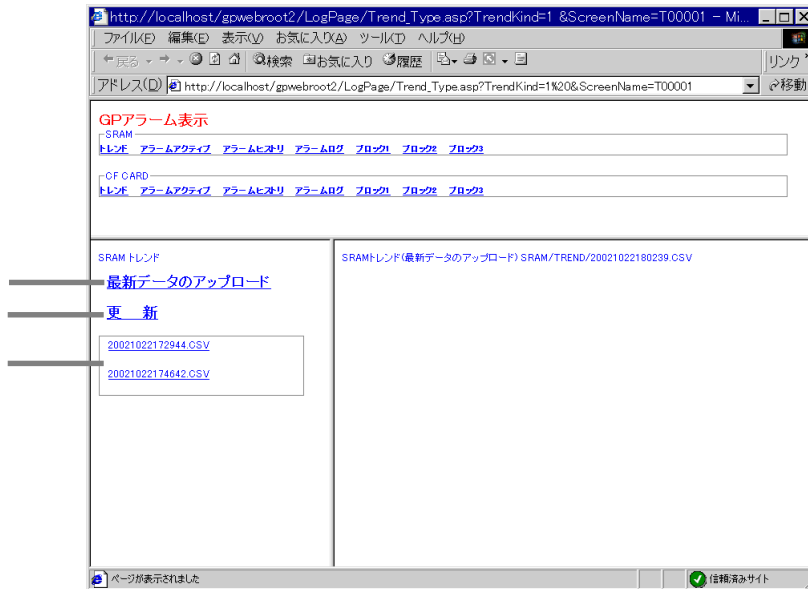 http://localhost/gpwebroot2/LogPage/Trend_Type.asp?TrendKind=1 &ScreenName=T00001 - Mi...
ファイル(F) 編集(E) 表示(V) お気に入り(A) ツール(T) ヘルプ(H)
戻る 検索 お気に入り 履歴 リンク »
アドレス(D) http://localhost/gpwebroot2/LogPage/Trend_Type.asp?TrendKind=1%20&ScreenName=T00001 移動
GPアラーム表示
SRAM
トレンド アラームアクティブ アラームヒストリ アラームログ ブロック1 ブロック2 ブロック3
CF CARD
トレンド アラームアクティブ アラームヒストリ アラームログ ブロック1 ブロック2 ブロック3
SRAM トレンド
最新データのアップロード
更 新
20021022172944.CSV
20021022174642.CSV
SRAMトレンド(最新データのアップロード) SRAM/TREND/20021022180239.CSV
ページが表示されました 信頼済みサイト